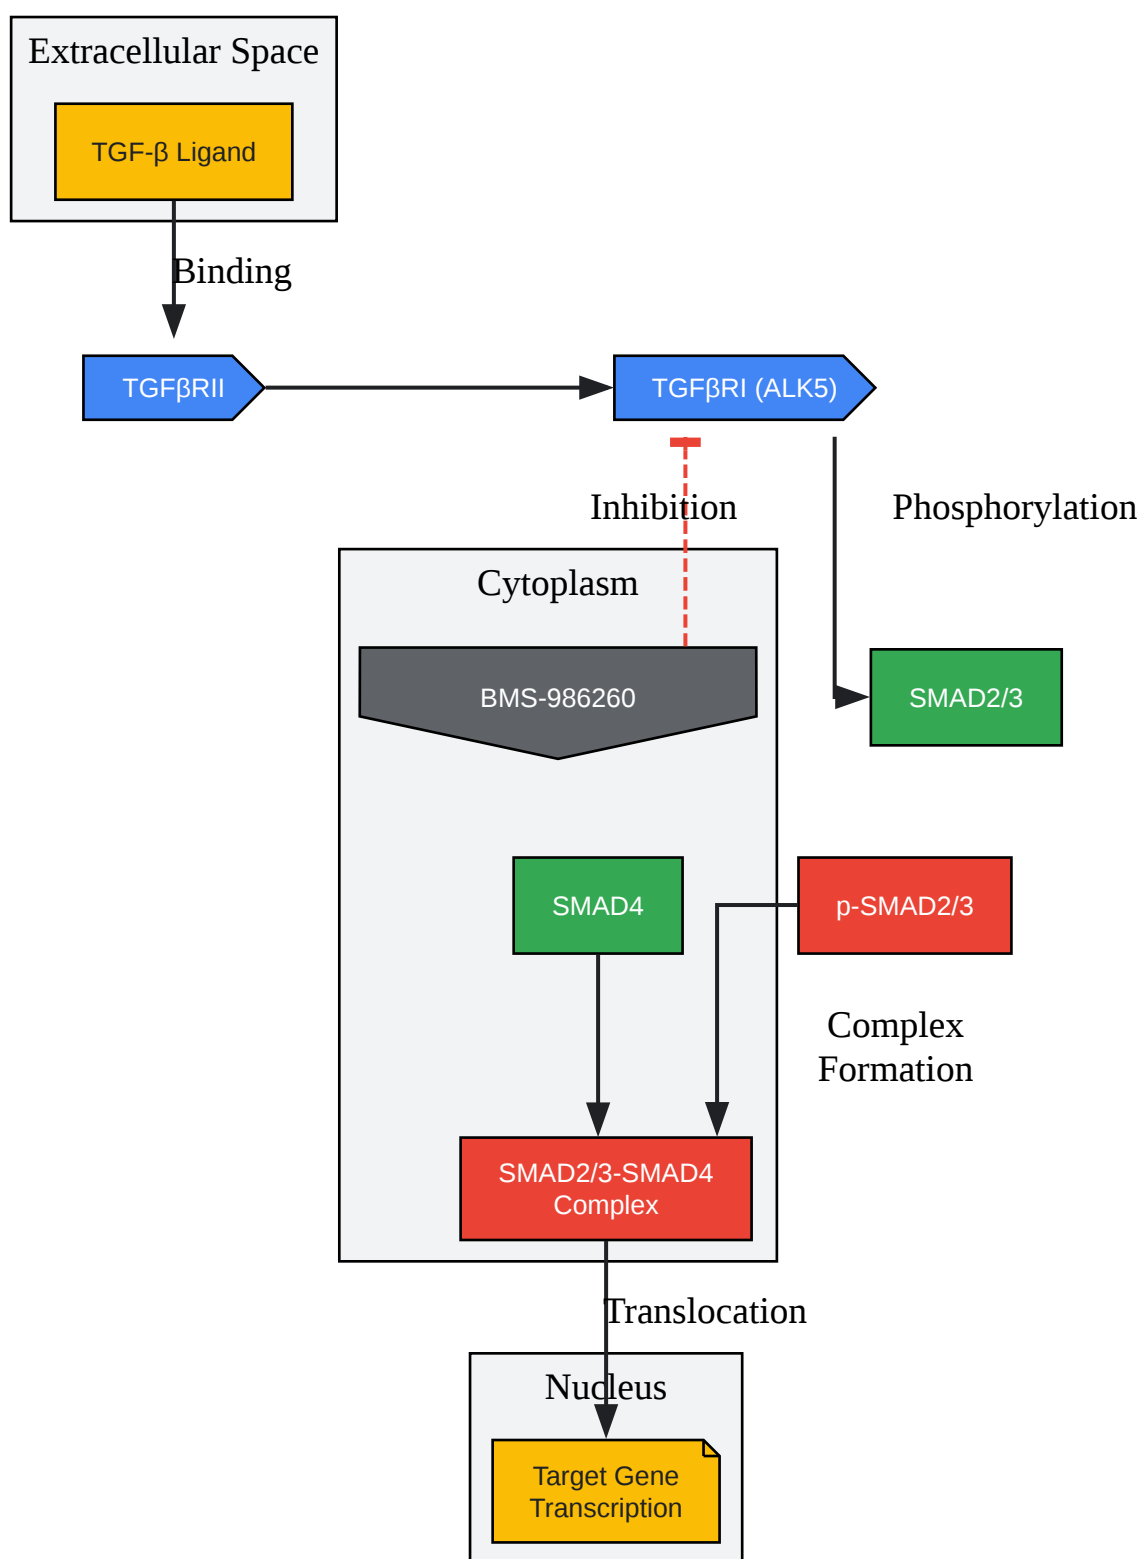 Extracellular Space
TGF-β Ligand
Binding
TGFβRII
TGFβRI (ALK5)
Inhibition
Phosphorylation
Cytoplasm
BMS-986260
SMAD2/3
SMAD4
p-SMAD2/3
Complex
Formation
SMAD2/3-SMAD4
Complex
Translocation
Nucleus
Target Gene
Transcription